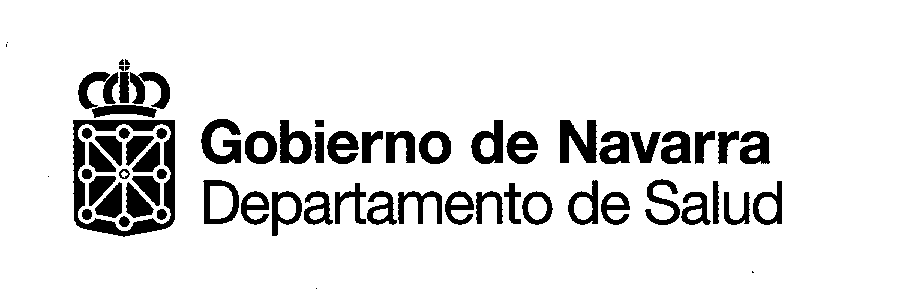 Gobierno de Navarra
Departamento de Salud